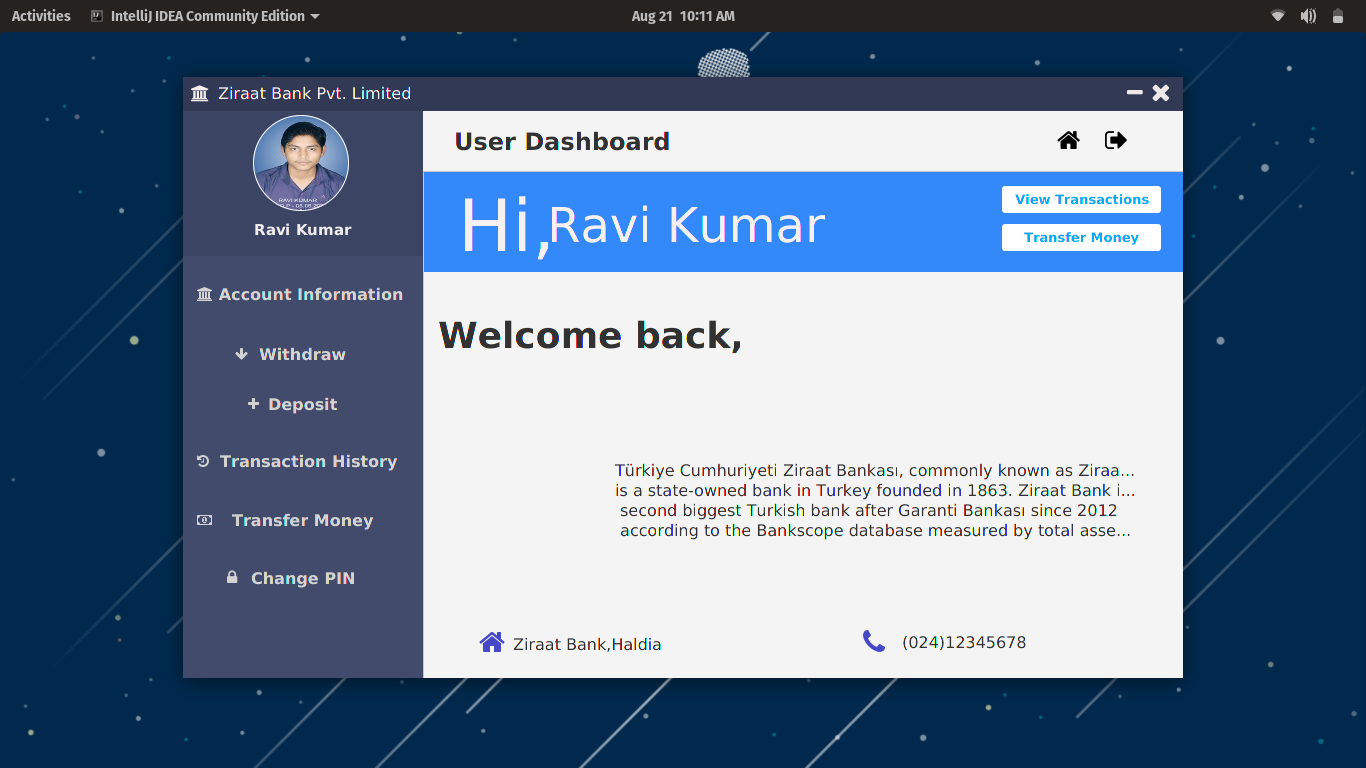 Activities IntelliJ IDEA Community Edition Aug 21 10:11 AM
Ziraat Bank Pvt. Limited
RAVI KUMAR
Ravi Kumar
Account Information
Withdraw
Deposit
Transaction History
Transfer Money
Change PIN
User Dashboard
Hi,Ravi Kumar
View Transactions
Transfer Money
Welcome back,
Türkiye Cumhuriyeti Ziraat Bankası, commonly known as Ziraa...
is a state-owned bank in Turkey founded in 1863. Ziraat Bank i...
second biggest Turkish bank after Garanti Bankası since 2012
according to the Bankscope database measured by total asse...
Ziraat Bank,Haldia
(024)12345678